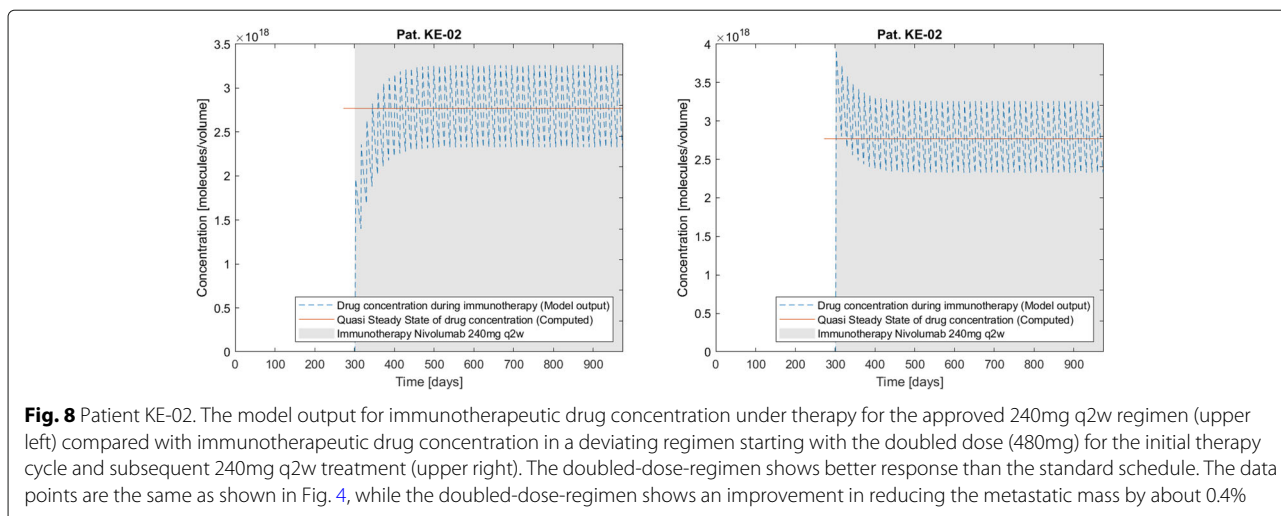 Pat. KE-02
×10^18
3.5
3
2.5
2
1.5
1
0.5
0
Concentration [molecules/volume]
0 100 200 300 400 500 600 700 800 900
Time [days]
Drug concentration during immunotherapy (Model output)
Quasi Steady State of drug concentration (Computed)
Immunotherapy Nivolumab 240mg q2w
Pat. KE-02
×10^18
4
3.5
3
2.5
2
1.5
1
0.5
0
Concentration [molecules/volume]
0 100 200 300 400 500 600 700 800 900
Time [days]
Drug concentration during immunotherapy (Model output)
Quasi Steady State of drug concentration (Computed)
Immunotherapy Nivolumab 240mg q2w
Fig. 8 Patient KE-02. The model output for immunotherapeutic drug concentration under therapy for the approved 240mg q2w regimen (upper
left) compared with immunotherapeutic drug concentration in a deviating regimen starting with the doubled dose (480mg) for the initial therapy
cycle and subsequent 240mg q2w treatment (upper right). The doubled-dose-regimen shows better response than the standard schedule. The data
points are the same as shown in Fig. 4, while the doubled-dose-regimen shows an improvement in reducing the metastatic mass by about 0.4%